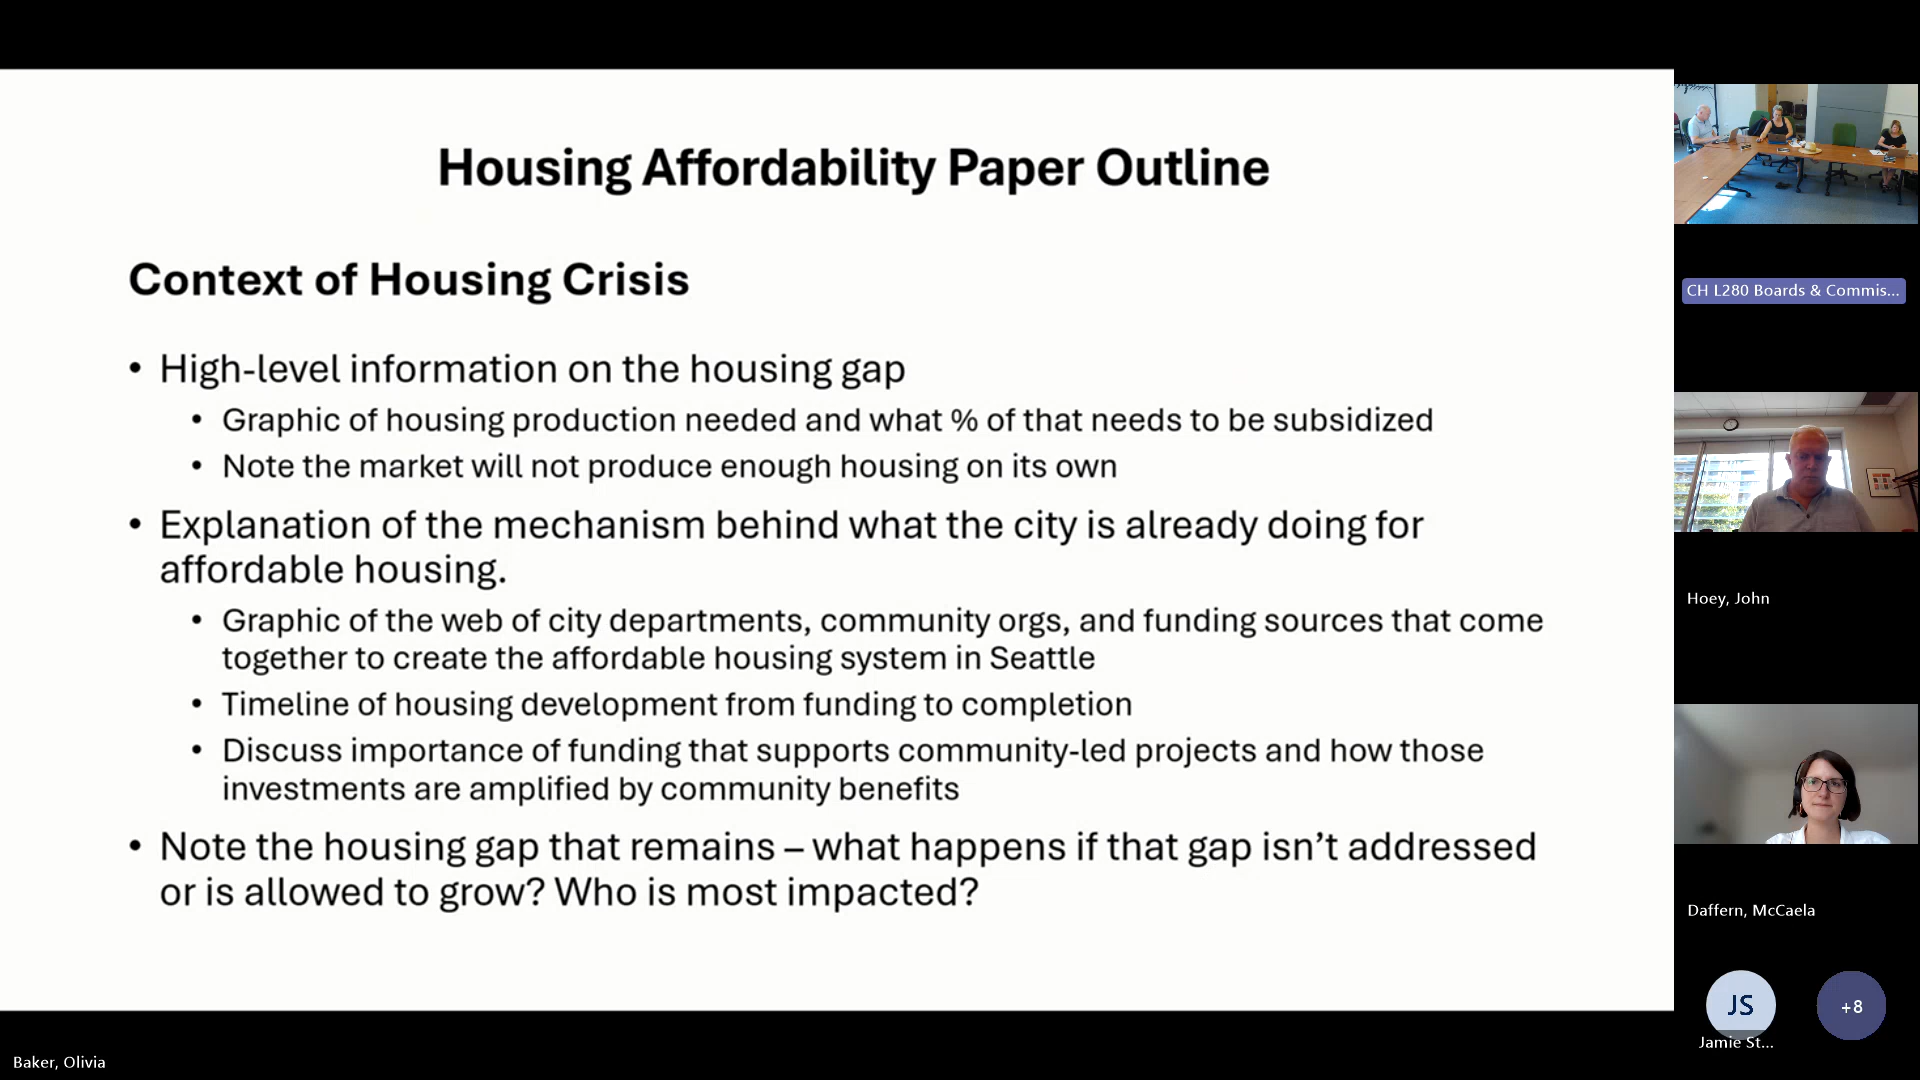 Housing Affordability Paper Outline
Context of Housing Crisis
• High-level information on the housing gap
• Graphic of housing production needed and what % of that needs to be subsidized
• Note the market will not produce enough housing on its own
• Explanation of the mechanism behind what the city is already doing for
affordable housing.
• Graphic of the web of city departments, community orgs, and funding sources that come
together to create the affordable housing system in Seattle
• Timeline of housing development from funding to completion
• Discuss importance of funding that supports community-led projects and how those
investments are amplified by community benefits
• Note the housing gap that remains – what happens if that gap isn’t addressed
or is allowed to grow? Who is most impacted?
CH L280 Boards & Commis...
Hoey, John
Daffern, McCaela
JS
+8
Jamie St...
Baker, Olivia